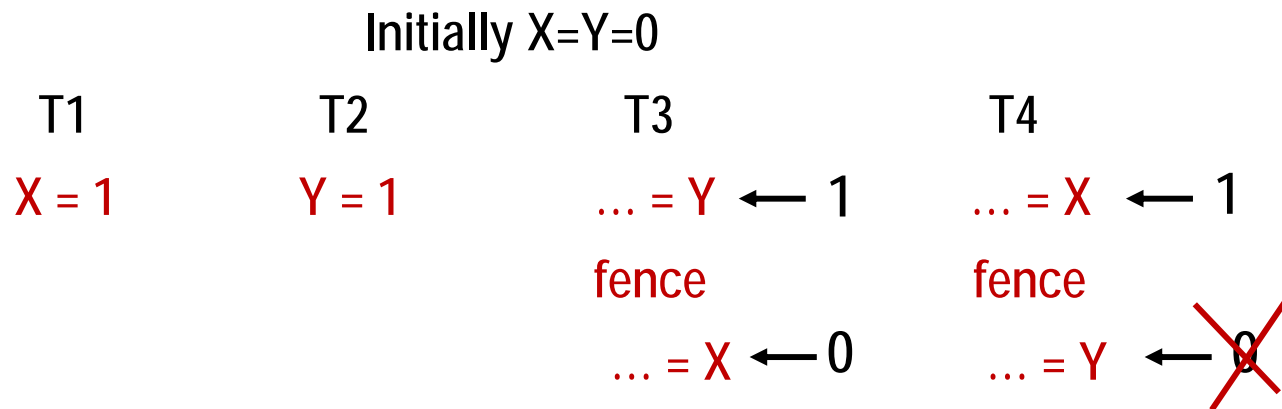 Initially X=Y=0
T1 T2 T3 T4
X = 1 Y = 1 ... = Y ← 1 ... = X ← 1
fence fence
... = X ← 0 ... = Y ← 0